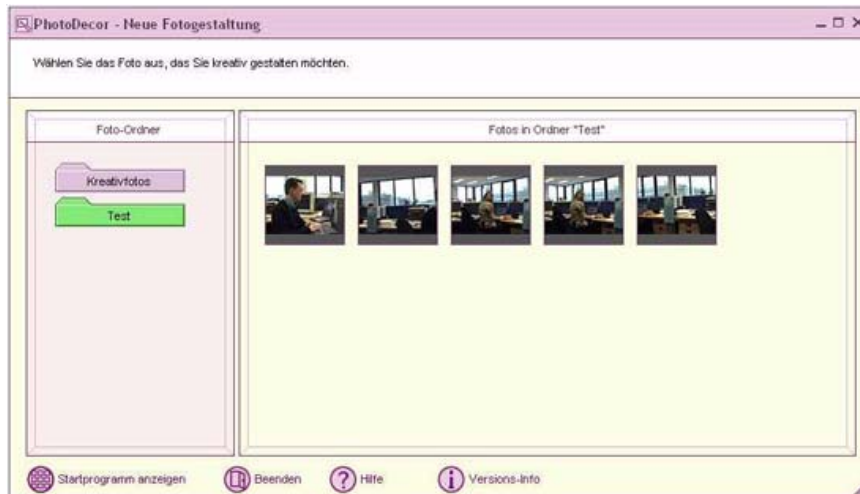 PhotoDecor - Neue Fotogestaltung
Wählen Sie das Foto aus, das Sie kreativ gestalten möchten.
Foto-Ordner
Fotos in Ordner "Test"
Kreativfotos
Test
Startprogramm anzeigen
Beenden
Hilfe
Versions-Info